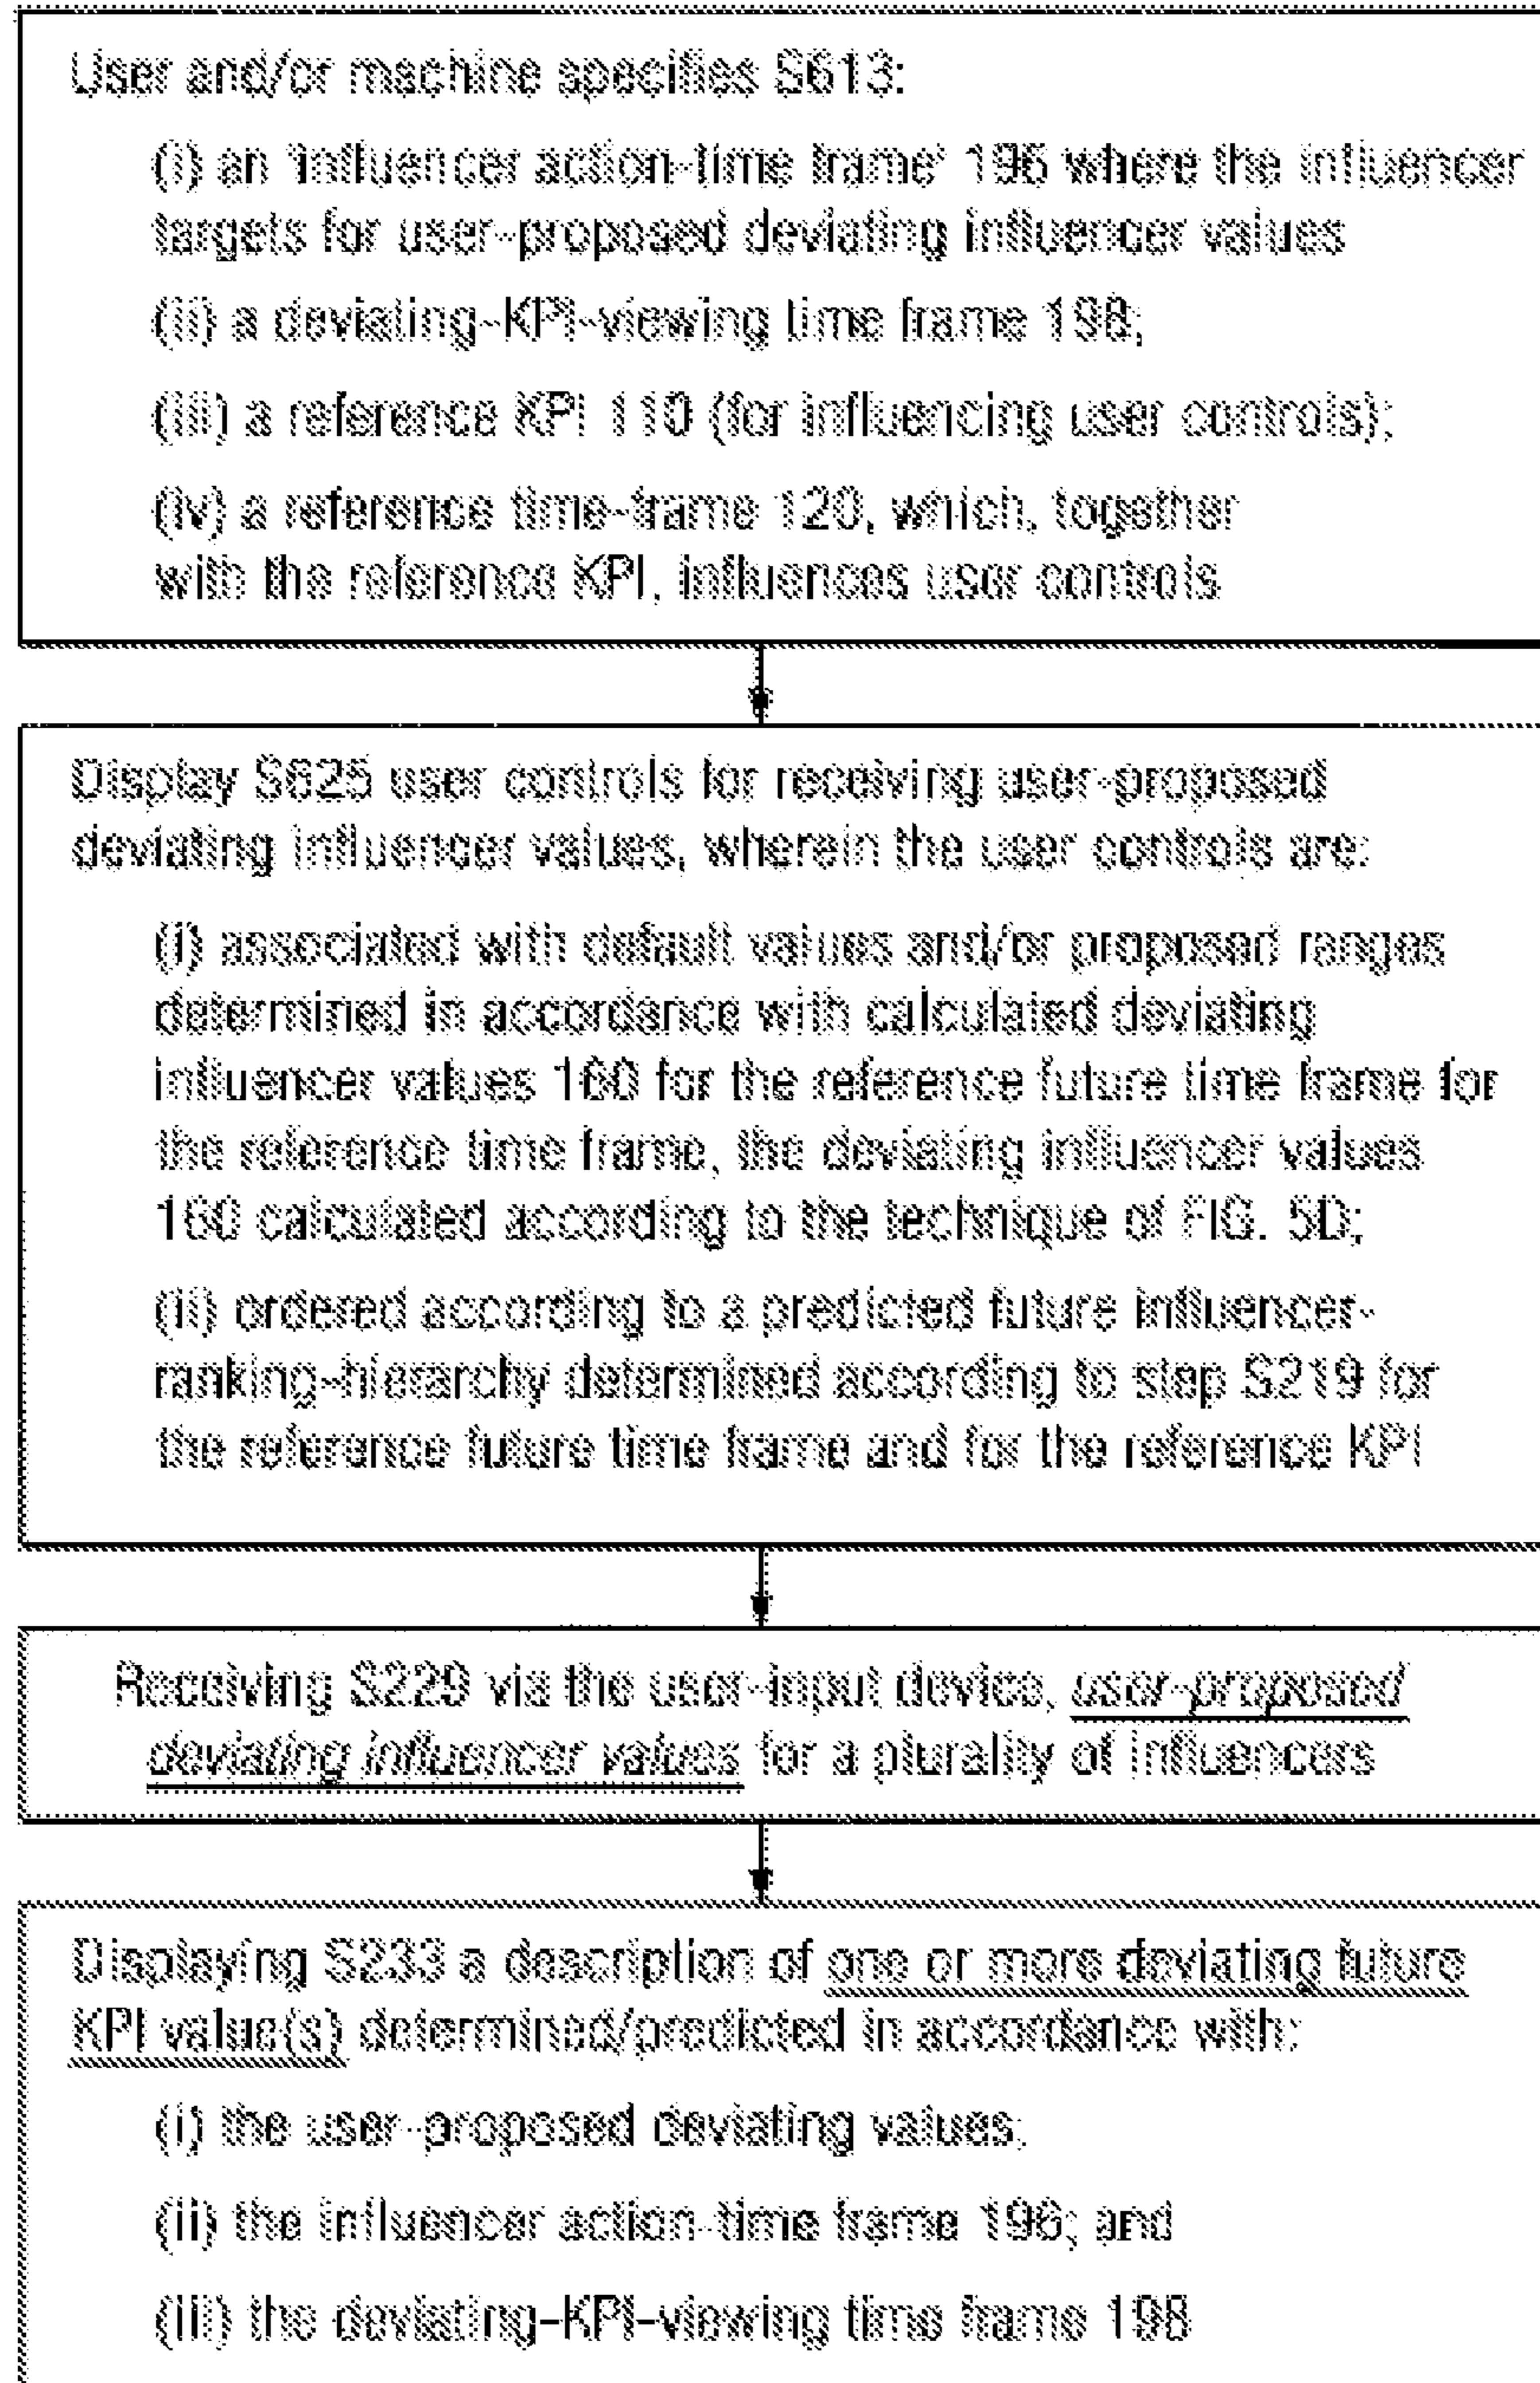 User and/or machine specifies S613:
(i) an 'influencer action-time frame' 196 where the influencer
targets for user-proposed deviating influencer values
(ii) a deviating-KPI-viewing time frame 198;
(iii) a reference KPI 110 (for influencing user controls);
(iv) a reference time-frame 120, which, together
with the reference KPI, influences user controls
Display S625 user controls for receiving user-proposed
deviating influencer values, wherein the user controls are:
(i) associated with default values and/or proposed ranges
determined in accordance with calculated deviating
influencer values 160 for the reference future time frame for
the reference time frame, the deviating influencer values
160 calculated according to the technique of FIG. 5D;
(ii) ordered according to a predicted future influencer-
ranking-hierarchy determined according to step S219 for
the reference future time frame and for the reference KPI
Receiving S229 via the user-input device, user-proposed
deviating influencer values for a plurality of influencers
Displaying S233 a description of one or more deviating future
KPI value(s) determined/predicted in accordance with:
(i) the user-proposed deviating values;
(ii) the influencer action-time frame 196; and
(iii) the deviating-KPI-viewing time frame 198